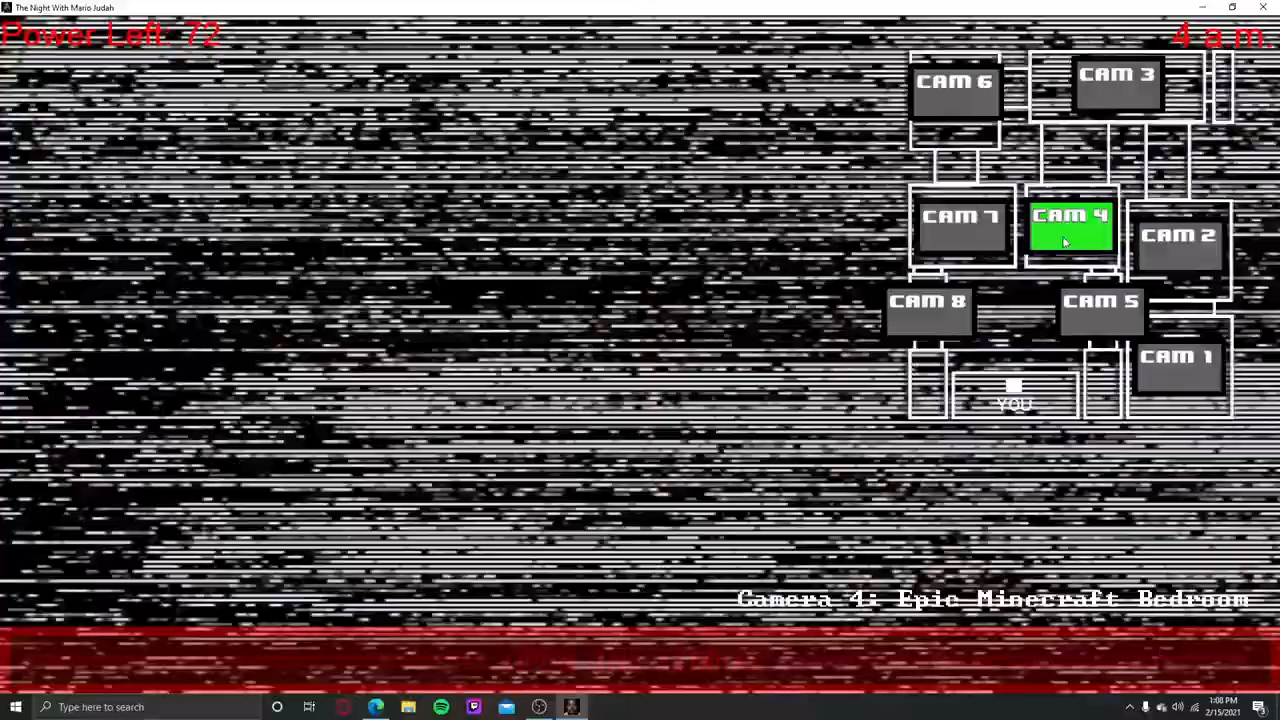 The Night With Mario Judah
Power Left: 72
4 a.m.
CAM 6
CAM 3
CAM 7
CAM 4
CAM 2
CAM 8
CAM 5
CAM 1
YOU
Camera 4: Epic Minecraft Bedroom
Type here to search
1:08 PM
2/15/2021